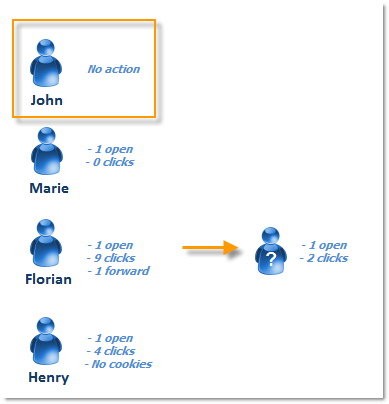 No action
John
- 1 open
- 0 clicks
Marie
- 1 open
- 9 clicks
- 1 forward
Florian
?
- 1 open
- 2 clicks
- 1 open
- 4 clicks
- No cookies
Henry